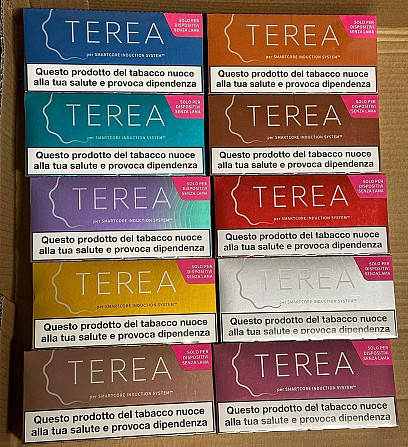 TEREA
SOLO PER
DISPOSITIVI
SENZA LAMA
per SMARTCORE INDUCTION SYSTEM™
Questo prodotto del tabacco nuoce
alla tua salute e provoca dipendenza
TEREA
SOLO PER
DISPOSITIVI
SENZA LAMA
per SMARTCORE INDUCTION SYSTEM™
Questo prodotto del tabacco nuoce
alla tua salute e provoca dipendenza
TEREA
SOLO PER
DISPOSITIVI
SENZA LAMA
per SMARTCORE INDUCTION SYSTEM™
Questo prodotto del tabacco nuoce
alla tua salute e provoca dipendenza
TEREA
SOLO PER
DISPOSITIVI
SENZA LAMA
per SMARTCORE INDUCTION SYSTEM™
Questo prodotto del tabacco nuoce
alla tua salute e provoca dipendenza
TEREA
SOLO PER
DISPOSITIVI
SENZA LAMA
per SMARTCORE INDUCTION SYSTEM™
Questo prodotto del tabacco nuoce
alla tua salute e provoca dipendenza
TEREA
SOLO PER
DISPOSITIVI
SENZA LAMA
per SMARTCORE INDUCTION SYSTEM™
Questo prodotto del tabacco nuoce
alla tua salute e provoca dipendenza
TEREA
SOLO PER
DISPOSITIVI
SENZA LAMA
per SMARTCORE INDUCTION SYSTEM™
Questo prodotto del tabacco nuoce
alla tua salute e provoca dipendenza
TEREA
SOLO PER
DISPOSITIVI
SENZA LAMA
per SMARTCORE INDUCTION SYSTEM™
Questo prodotto del tabacco nuoce
alla tua salute e provoca dipendenza
TEREA
SOLO PER
DISPOSITIVI
SENZA LAMA
per SMARTCORE INDUCTION SYSTEM™
Questo prodotto del tabacco nuoce
alla tua salute e provoca dipendenza
TEREA
SOLO PER
DISPOSITIVI
SENZA LAMA
per SMARTCORE INDUCTION SYSTEM™
Questo prodotto del tabacco nuoce
alla tua salute e provoca dipendenza